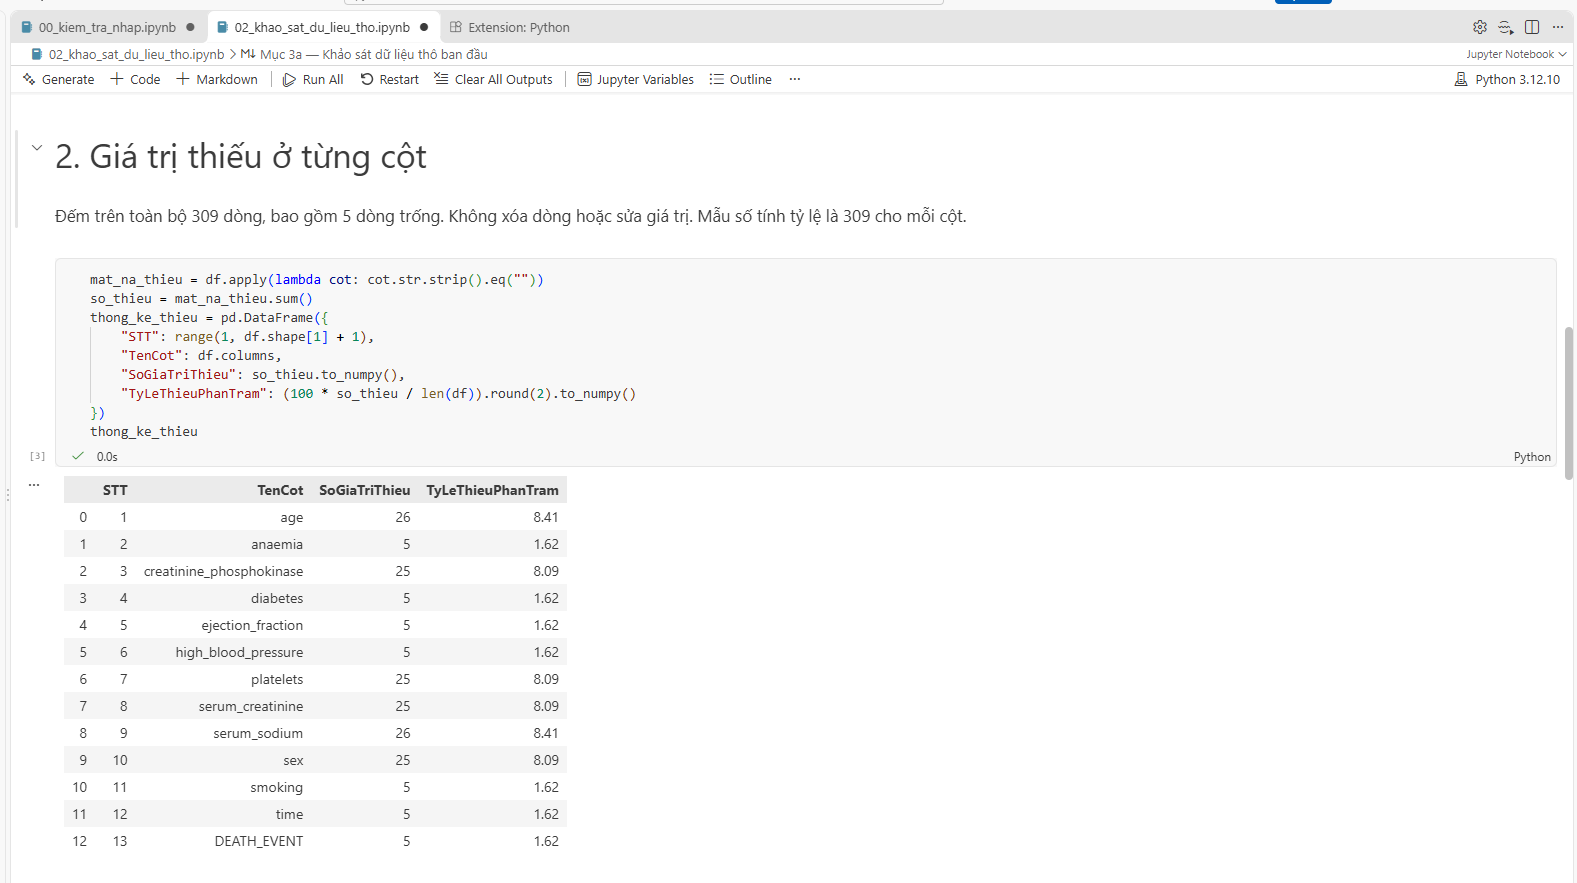 00_kiem_tra_nhap.ipynb ● 02_khao_sat_du_lieu_tho.ipynb ● Extension: Python
02_khao_sat_du_lieu_tho.ipynb > M↓ Mục 3a — Khảo sát dữ liệu thô ban đầu Jupyter Notebook
Generate + Code + Markdown | Run All Restart Clear All Outputs | Jupyter Variables Outline ··· Python 3.12.10
2. Giá trị thiếu ở từng cột
Đếm trên toàn bộ 309 dòng, bao gồm 5 dòng trống. Không xóa dòng hoặc sửa giá trị. Mẫu số tính tỷ lệ là 309 cho mỗi cột.
mat_na_thieu = df.apply(lambda cot: cot.str.strip().eq(""))
so_thieu = mat_na_thieu.sum()
thong_ke_thieu = pd.DataFrame({
    "STT": range(1, df.shape[1] + 1),
    "TenCot": df.columns,
    "SoGiaTriThieu": so_thieu.to_numpy(),
    "TyLeThieuPhanTram": (100 * so_thieu / len(df)).round(2).to_numpy()
})
thong_ke_thieu
[3] ✓ 0.0s Python
··· STT TenCot SoGiaTriThieu TyLeThieuPhanTram
0 1 age 26 8.41
1 2 anaemia 5 1.62
2 3 creatinine_phosphokinase 25 8.09
3 4 diabetes 5 1.62
4 5 ejection_fraction 5 1.62
5 6 high_blood_pressure 5 1.62
6 7 platelets 25 8.09
7 8 serum_creatinine 25 8.09
8 9 serum_sodium 26 8.41
9 10 sex 25 8.09
10 11 smoking 5 1.62
11 12 time 5 1.62
12 13 DEATH_EVENT 5 1.62